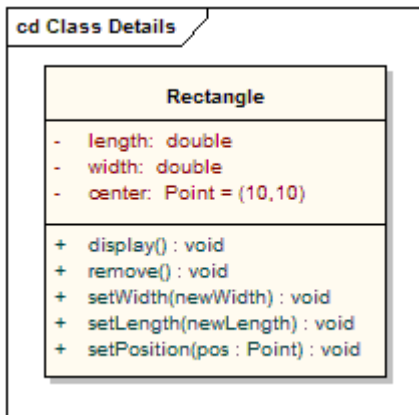 cd Class Details
Rectangle
- length: double
- width: double
- center: Point = (10,10)
+ display() : void
+ remove() : void
+ setWidth(newWidth) : void
+ setLength(newLength) : void
+ setPosition(pos : Point) : void